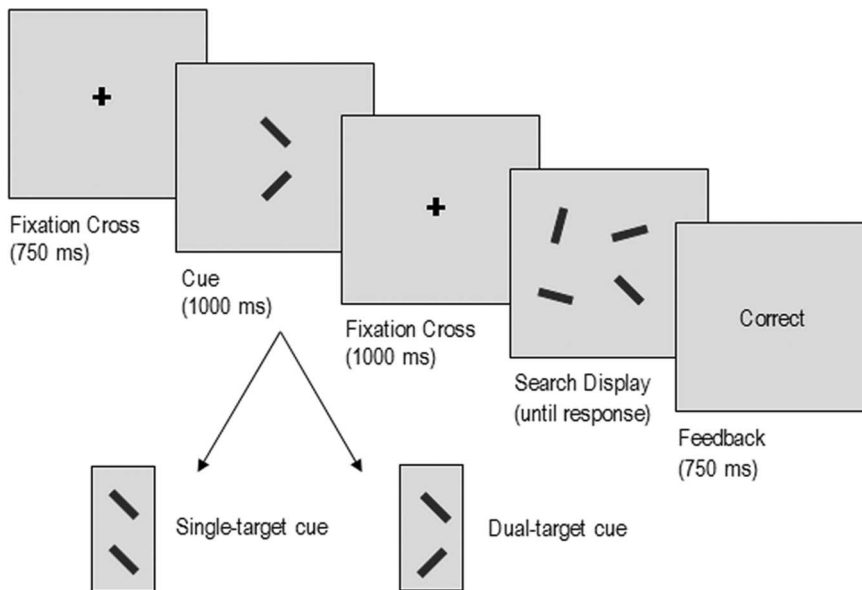 Fixation Cross
(750 ms)
Cue
(1000 ms)
Fixation Cross
(1000 ms)
Search Display
(until response)
Correct
Feedback
(750 ms)
Single-target cue
Dual-target cue